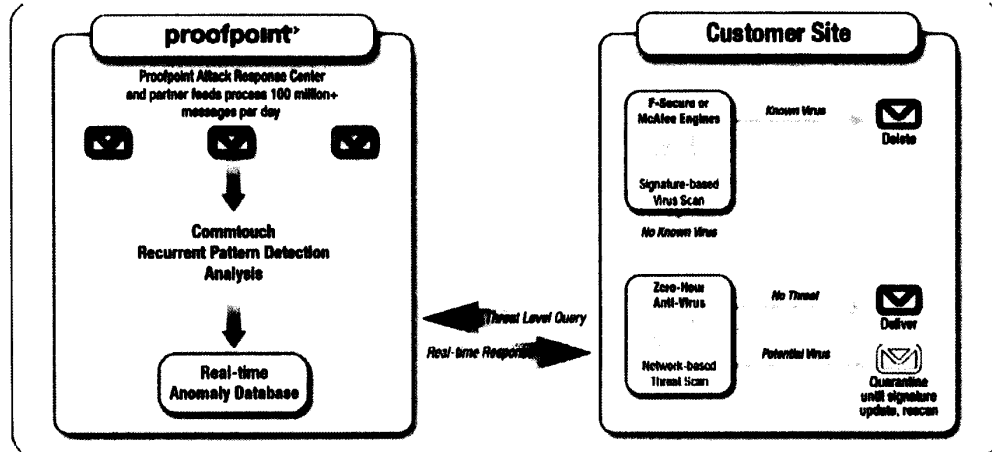 proofpoint
Proofpoint Attack Response Center
and partner feeds process 100 million+
messages per day
Commtouch
Recurrent Pattern Detection
Analysis
Real-time
Anomaly Database
Threat Level Query
Real-time Response
Customer Site
F-Secure or
McAfee Engines
Signature-based
Virus Scan
Known Virus
Delete
No Known Virus
Zero-Hour
Anti-Virus
Network-based
Threat Scan
No Threat
Deliver
Potential Virus
Quarantine
until signature
update, rescan